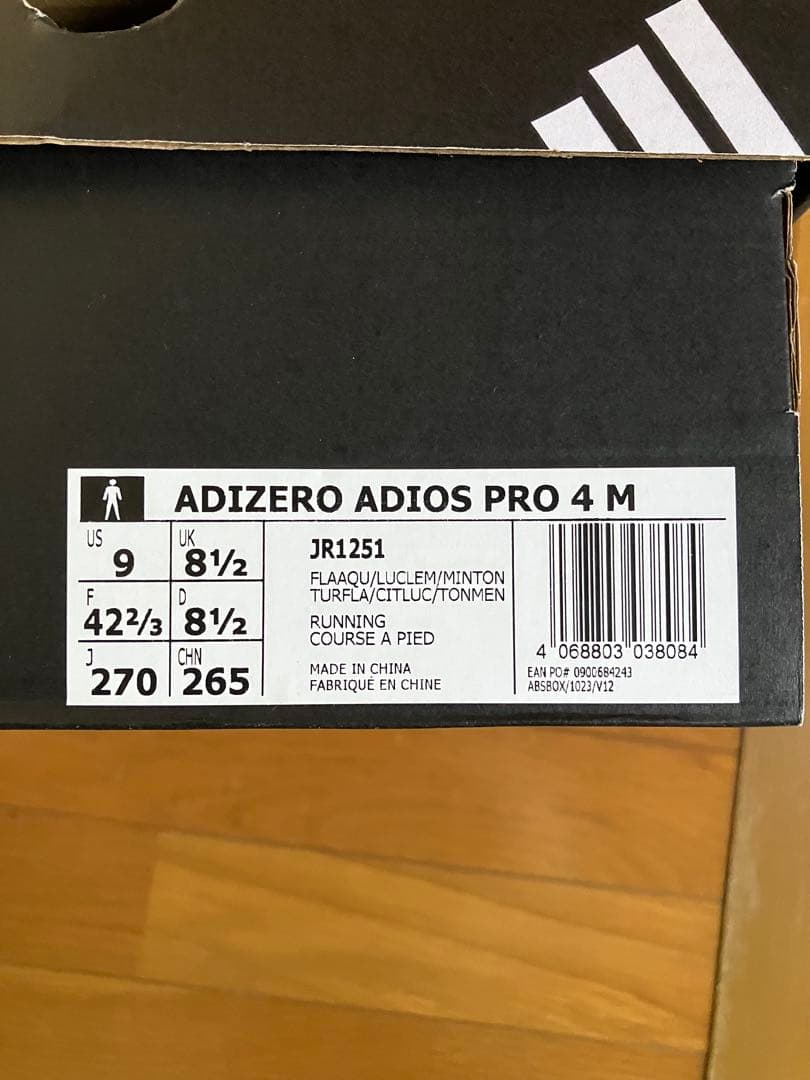 ADIZERO ADIOS PRO 4 M
US 9 UK 8½
F 42⅔ D 8½
J 270 CHN 265
JR1251
FLAAQU/LUCLEM/MINTON
TURFLA/CITLUC/TONMEN
RUNNING
COURSE A PIED
MADE IN CHINA
FABRIQUÉ EN CHINE
4 068803 038084
EAN PO# 0900684243
ABSBOX/1023/V12